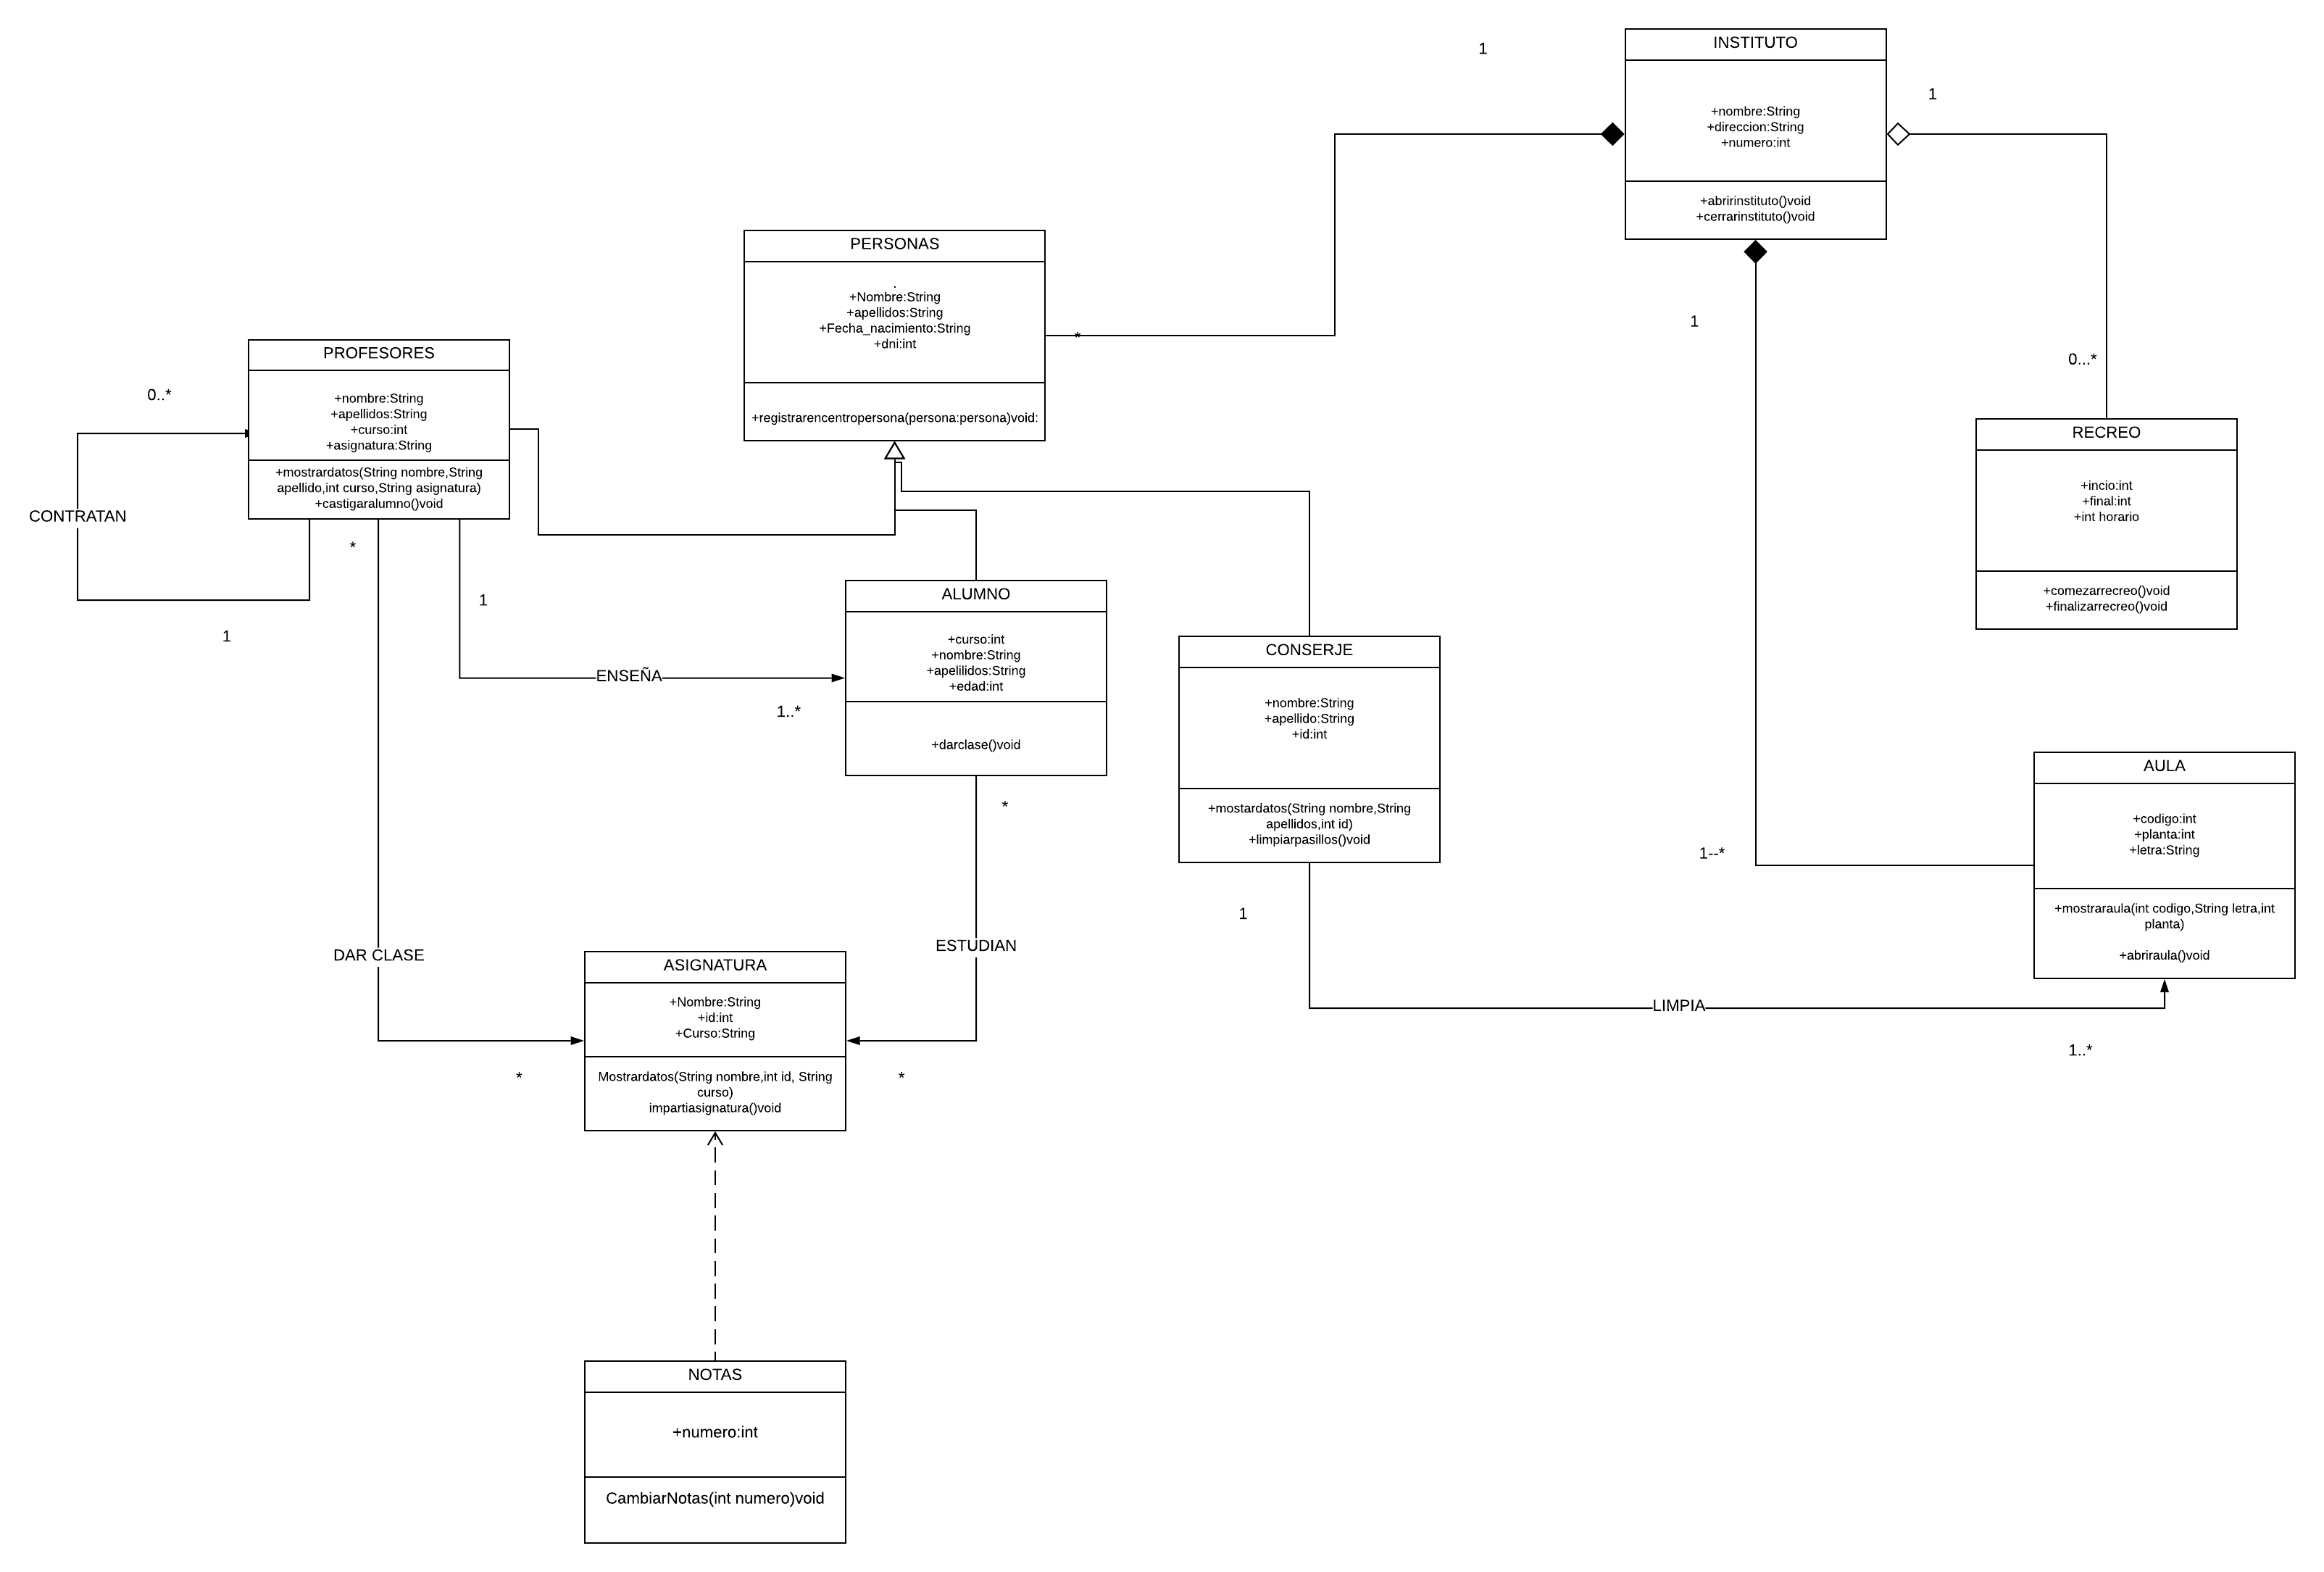 INSTITUTO
+nombre:String
+direccion:String
+numero:int
+abririnstituto()void
+cerrarinstituto()void
1
1
1
PERSONAS
.
+Nombre:String
+apellidos:String
+Fecha_nacimiento:String
+dni:int
+registrarencentropersona(persona:persona)void:
*
PROFESORES
+nombre:String
+apellidos:String
+curso:int
+asignatura:String
+mostrardatos(String nombre,String
apellido,int curso,String asignatura)
+castigaralumno()void
0..*
CONTRATAN
1
*
1
0...*
RECREO
+incio:int
+final:int
+int horario
+comezarrecreo()void
+finalizarrecreo()void
ALUMNO
+curso:int
+nombre:String
+apelilidos:String
+edad:int
+darclase()void
ENSEÑA
1..*
*
CONSERJE
+nombre:String
+apellido:String
+id:int
+mostardatos(String nombre,String
apellidos,int id)
+limpiarpasillos()void
1
1--*
AULA
+codigo:int
+planta:int
+letra:String
+mostraraula(int codigo,String letra,int
planta)
+abriraula()void
DAR CLASE
ESTUDIAN
LIMPIA
1..*
ASIGNATURA
+Nombre:String
+id:int
+Curso:String
Mostrardatos(String nombre,int id, String
curso)
impartiasignatura()void
*
*
NOTAS
+numero:int
CambiarNotas(int numero)void